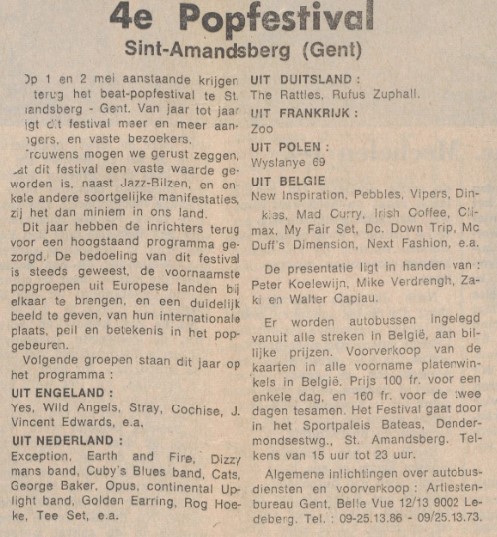 4e Popfestival
Sint-Amandsberg (Gent)
Op 1 en 2 mei aanstaande krijgen
terug het beat-popfestival te St.
andsberg - Gent. Van jaar tot jaar
igt dit festival meer en meer aan-
gers, en vaste bezoekers.
Trouwens mogen we gerust zeggen,
dat dit festival een vaste waarde ge-
worden is, naast Jazz-Bilzen, en en-
kele andere soortgelijke manifestaties,
zij het dan miniem in ons land.
Dit jaar hebben de inrichters terug
voor een hoogstaand programma ge-
zorgd. De bedoeling van dit festival
is steeds geweest, de voornaamste
popgroepen uit Europese landen bij
elkaar te brengen, en een duidelijk
beeld te geven, van hun internationale
plaats, peil en betekenis in het pop-
gebeuren.
Volgende groepen staan dit jaar op
het programma :
UIT ENGELAND :
Yes, Wild Angels, Stray, Cochise, J.
Vincent Edwards, e.a.
UIT NEDERLAND :
Exception, Earth and Fire, Dizzy
mans band, Cuby's Blues band, Cats,
George Baker, Opus, continental Up-
light band, Golden Earring, Rog Hoe-
ke, Tee Set, e.a.
UIT DUITSLAND :
The Rattles, Rufus Zuphall.
UIT FRANKRIJK :
Zoo
UIT POLEN :
Wyslanye 69
UIT BELGIE
New Inspiration, Pebbles, Vipers, Din-
kies, Mad Curry, Irish Coffee, Cli-
max, My Fair Set, Dc. Down Trip, Mc
Duff's Dimension, Next Fashion, e.a.
De presentatie ligt in handen van :
Peter Koelewijn, Mike Verdrengh, Za-
ki en Walter Capiau.
Er worden autobussen ingelegd
vanuit alle streken in België, aan bil-
lijke prijzen. Voorverkoop van de
kaarten in alle voorname platenwin-
kels in België. Prijs 100 fr. voor een
enkele dag, en 160 fr. voor de twee
dagen tesamen. Het Festival gaat door
in het Sportpaleis Bateas, Dender-
mondsestwg., St. Amandsberg. Tel-
kens van 15 uur tot 23 uur.
Algemene inlichtingen over autobus-
diensten en voorverkoop : Artiesten-
bureau Gent, Belle Vue 12/13 9002 Le-
deberg. Tel. : 09-25.13.86 - 09/25.13.73.